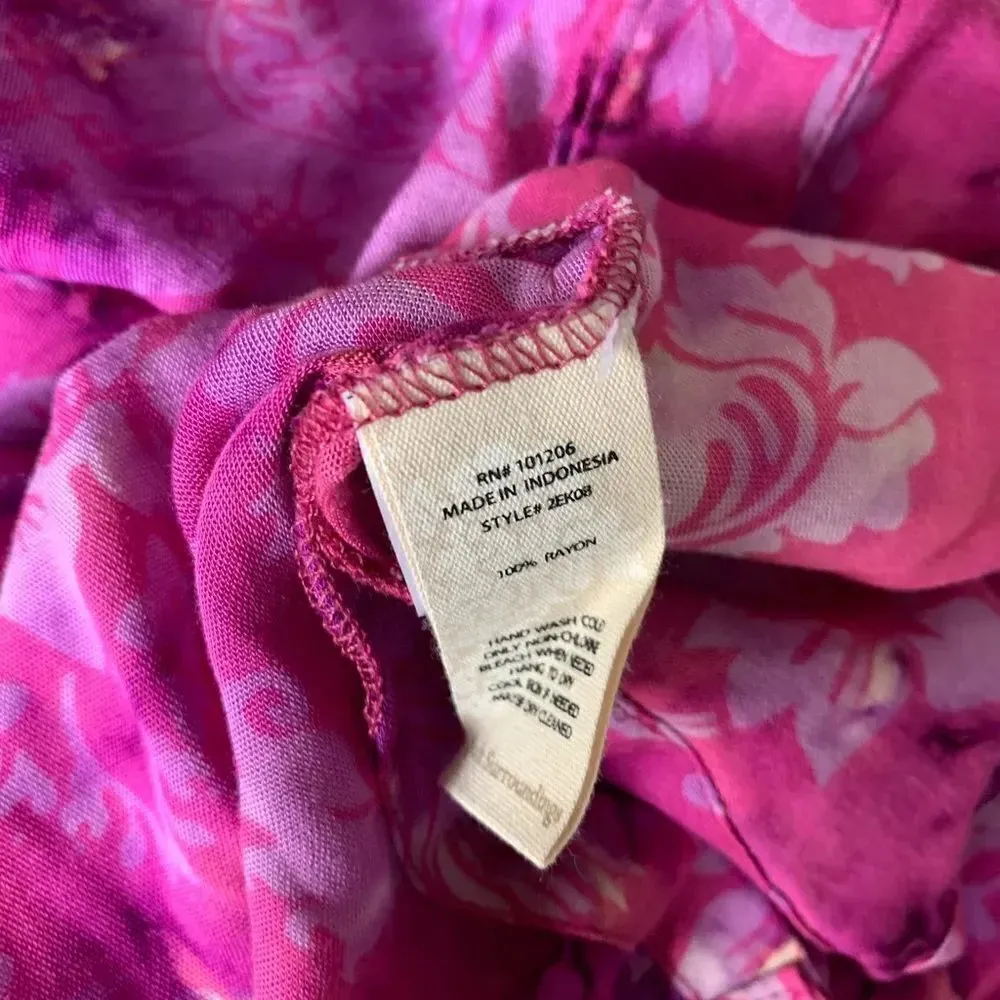 RN# 101206
MADE IN INDONESIA
STYLE# 2EK08
100% RAYON
HAND WASH COLD
ONLY NON-CHLORINE
BLEACH WHEN NEEDED
HANG TO DRY
COOL IRON IF NEEDED
MAY BE DRY CLEANED
Surroundings